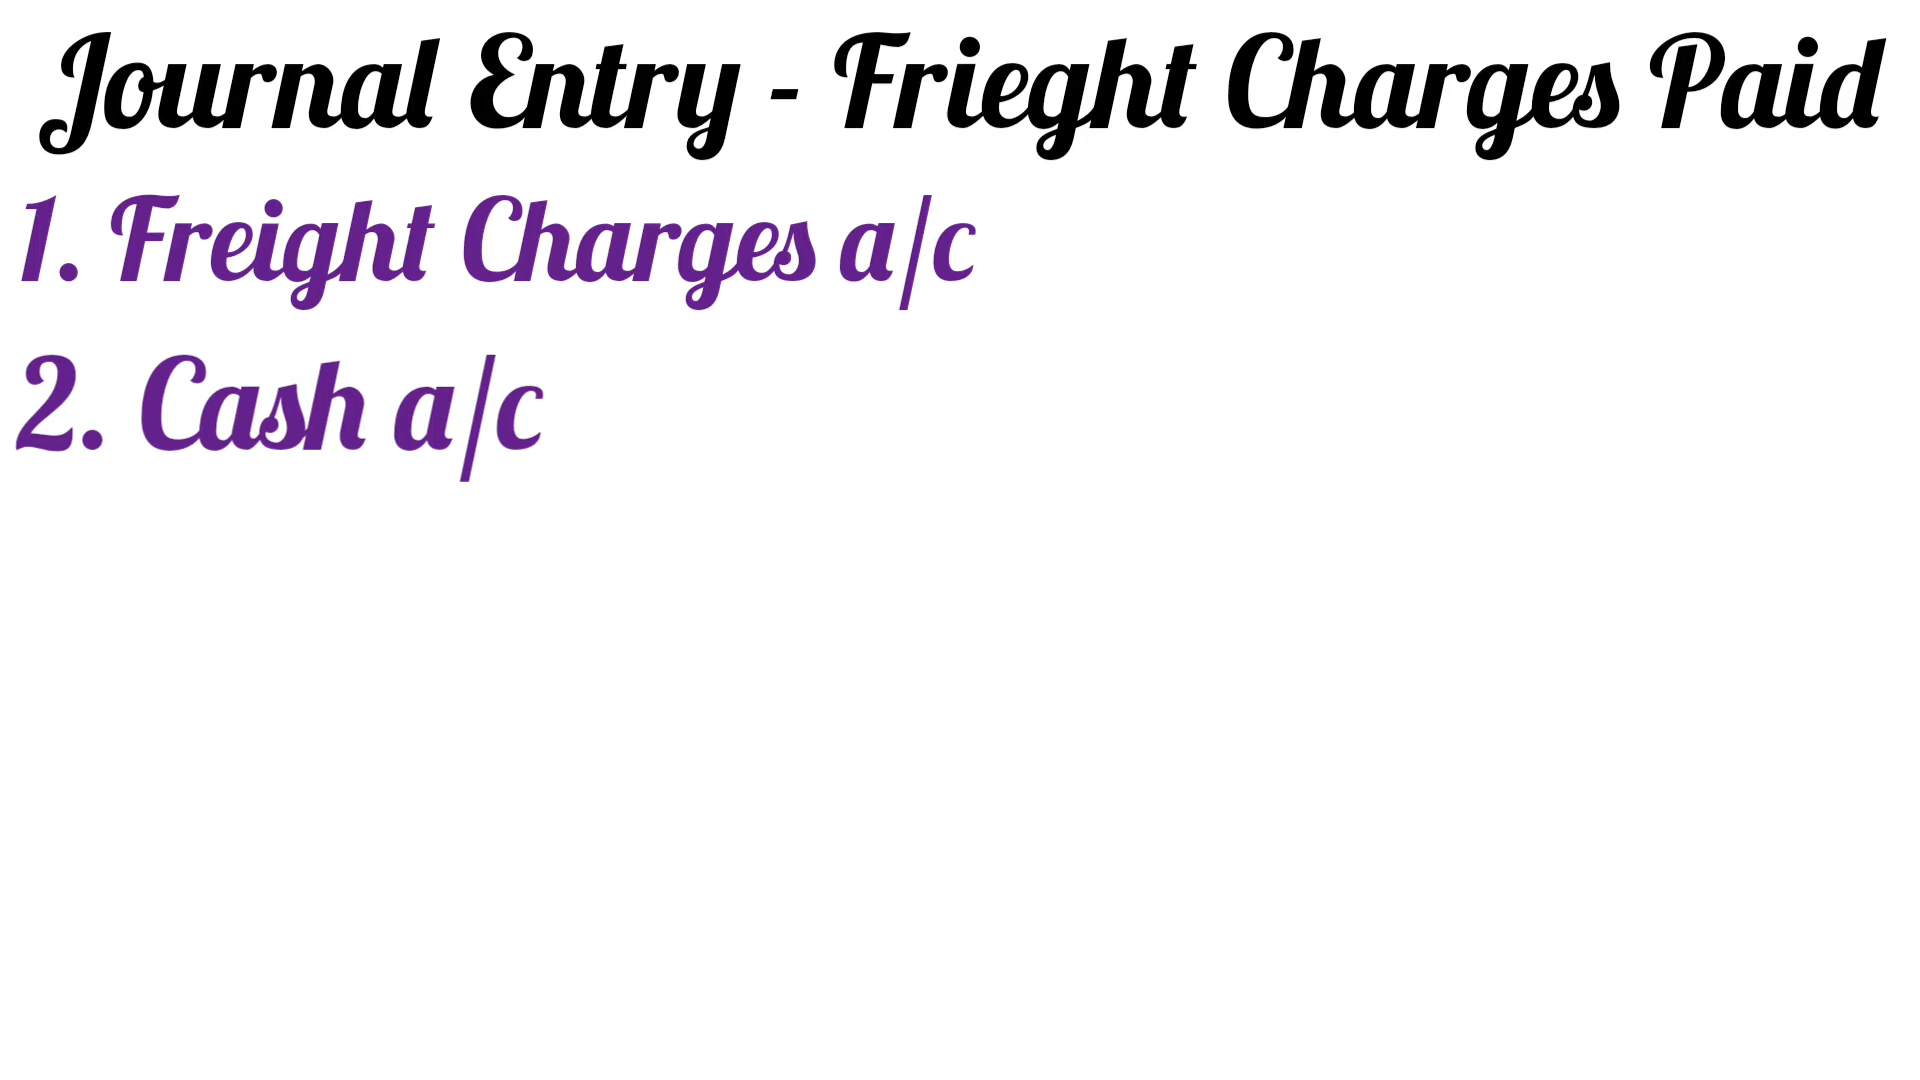 Journal Entry - Frieght Charges Paid
1. Freight Charges a/c
2. Cash a/c